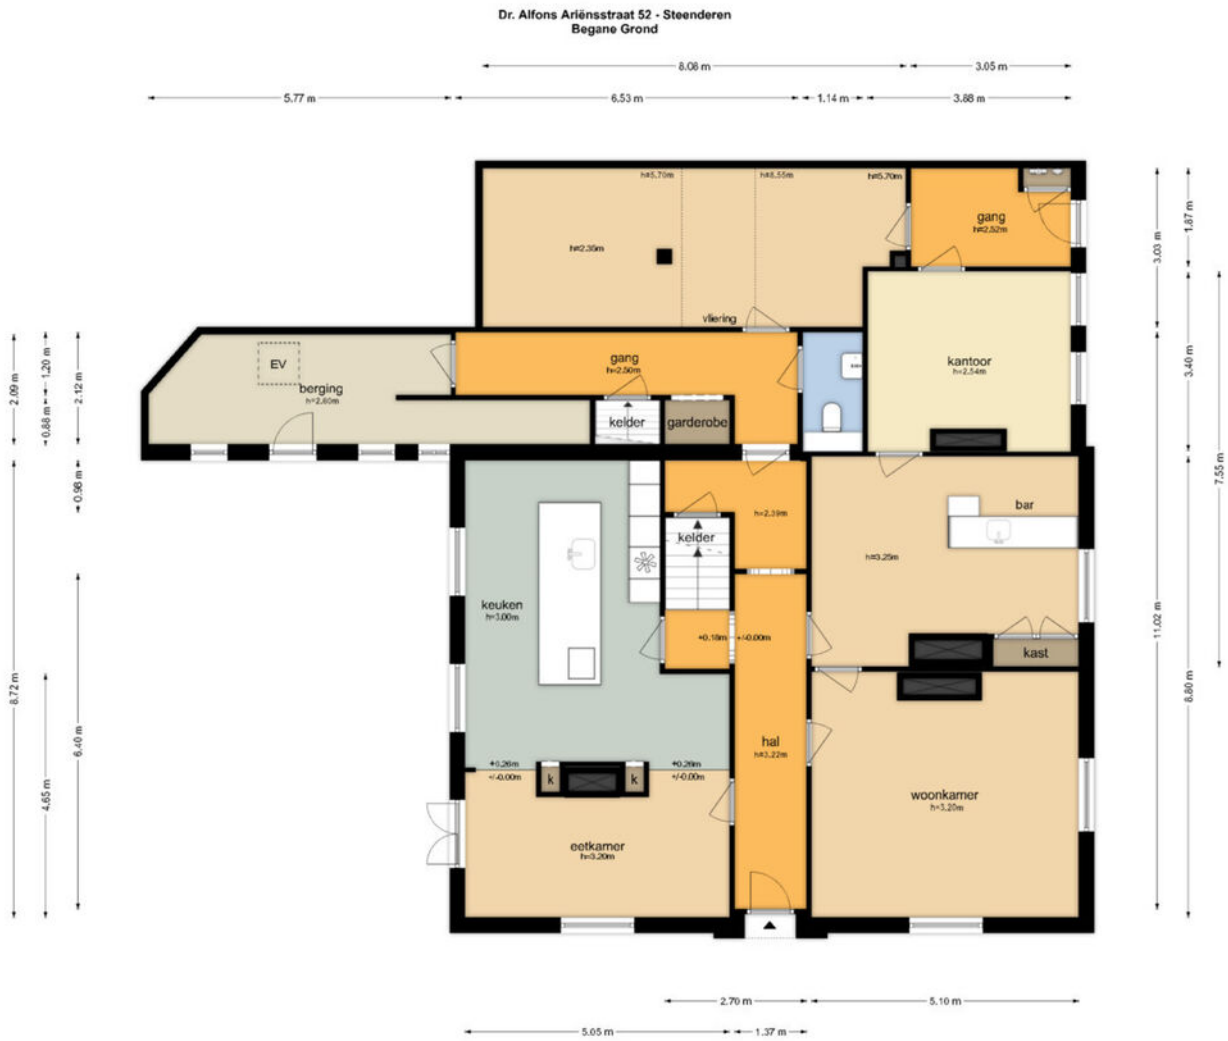 Dr. Alfons Ariënsstraat 52 - Steenderen
Begane Grond
8.08 m
3.05 m
5.77 m
6.53 m
1.14 m
3.88 m
h=5.70m
h=5.70m
gang
h=2.52m
h=2.35m
vliering
1.87 m
3.03 m
3.40 m
7.55 m
2.09 m
1.20 m
2.12 m
0.88 m
EV
berging
h=2.60m
gang
h=2.50m
kelder
garderobe
kantoor
h=2.54m
0.98 m
kelder
h=2.39m
bar
h=3.25m
keuken
h=3.00m
+0.18m
+/-0.00m
kast
11.02 m
8.80 m
8.72 m
6.40 m
4.65 m
hal
h=3.22m
+0.26m
+/-0.00m
k
k
+0.26m
+/-0.00m
woonkamer
h=3.20m
eetkamer
h=3.20m
2.70 m
5.10 m
5.05 m
1.37 m